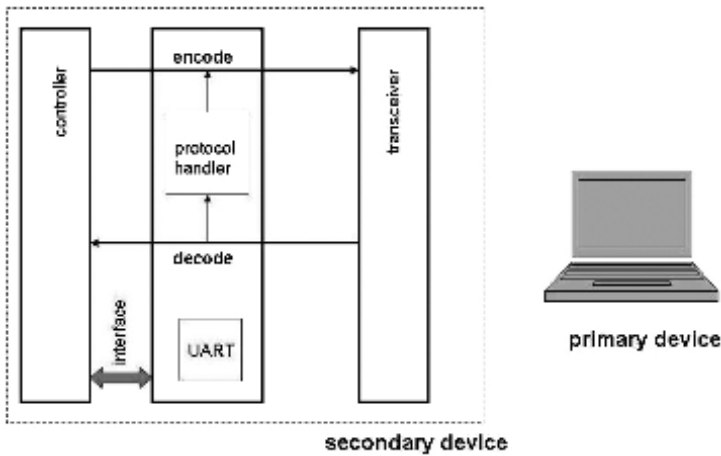 encode
controller
transceiver
protocol
handler
decode
interface
UART
primary device
secondary device